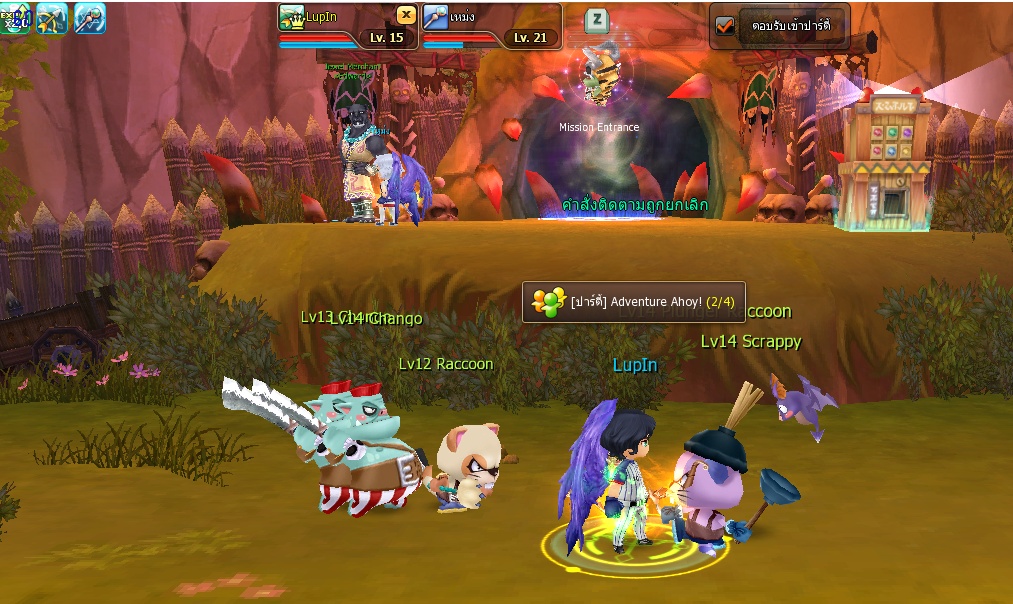 LupIn
Lv. 15
เหม่ง
Lv. 21
Z
ตอบรับเข้าปาร์ตี้
Mission Entrance
คำสั่งติดตามถูกยกเลิก
[ปาร์ตี้] Adventure Ahoy! (2/4)
Lv14 Chango
Lv12 Raccoon
LupIn
Lv14 Scrappy